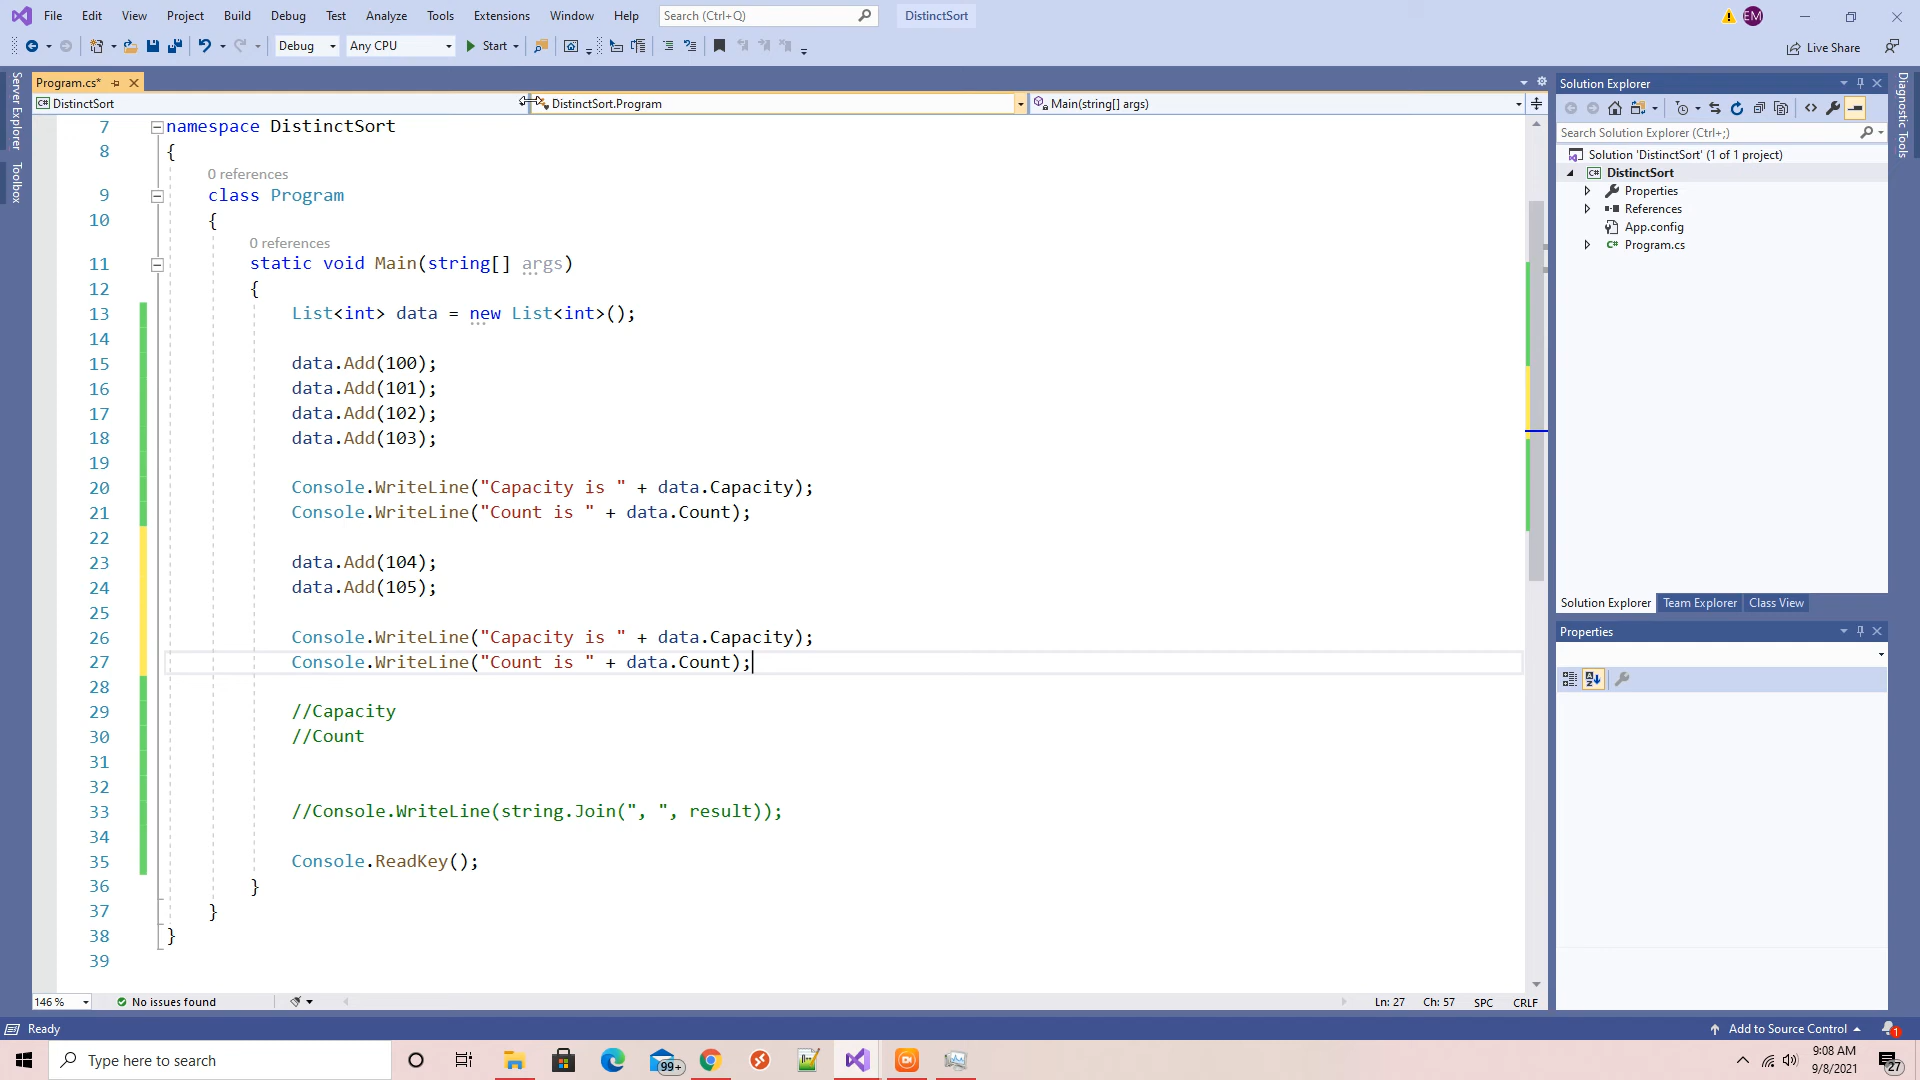 File Edit View Project Build Debug Test Analyze Tools Extensions Window Help Search (Ctrl+Q) DistinctSort EM
Debug Any CPU Start Live Share
Program.cs*
DistinctSort DistinctSort.Program Main(string[] args)
Server Explorer
Toolbox
7 namespace DistinctSort
8 {
0 references
9 class Program
10 {
0 references
11 static void Main(string[] args)
12 {
13 List<int> data = new List<int>();
14
15 data.Add(100);
16 data.Add(101);
17 data.Add(102);
18 data.Add(103);
19
20 Console.WriteLine("Capacity is " + data.Capacity);
21 Console.WriteLine("Count is " + data.Count);
22
23 data.Add(104);
24 data.Add(105);
25
26 Console.WriteLine("Capacity is " + data.Capacity);
27 Console.WriteLine("Count is " + data.Count);
28
29 //Capacity
30 //Count
31
32
33 //Console.WriteLine(string.Join(", ", result));
34
35 Console.ReadKey();
36 }
37 }
38 }
39
146 % No issues found Ln: 27 Ch: 57 SPC CRLF
Solution Explorer
Search Solution Explorer (Ctrl+;)
Solution 'DistinctSort' (1 of 1 project)
DistinctSort
Properties
References
App.config
Program.cs
Solution Explorer Team Explorer Class View
Properties
Diagnostic Tools
Ready Add to Source Control 1
Type here to search 99+ 9:08 AM
9/8/2021 27